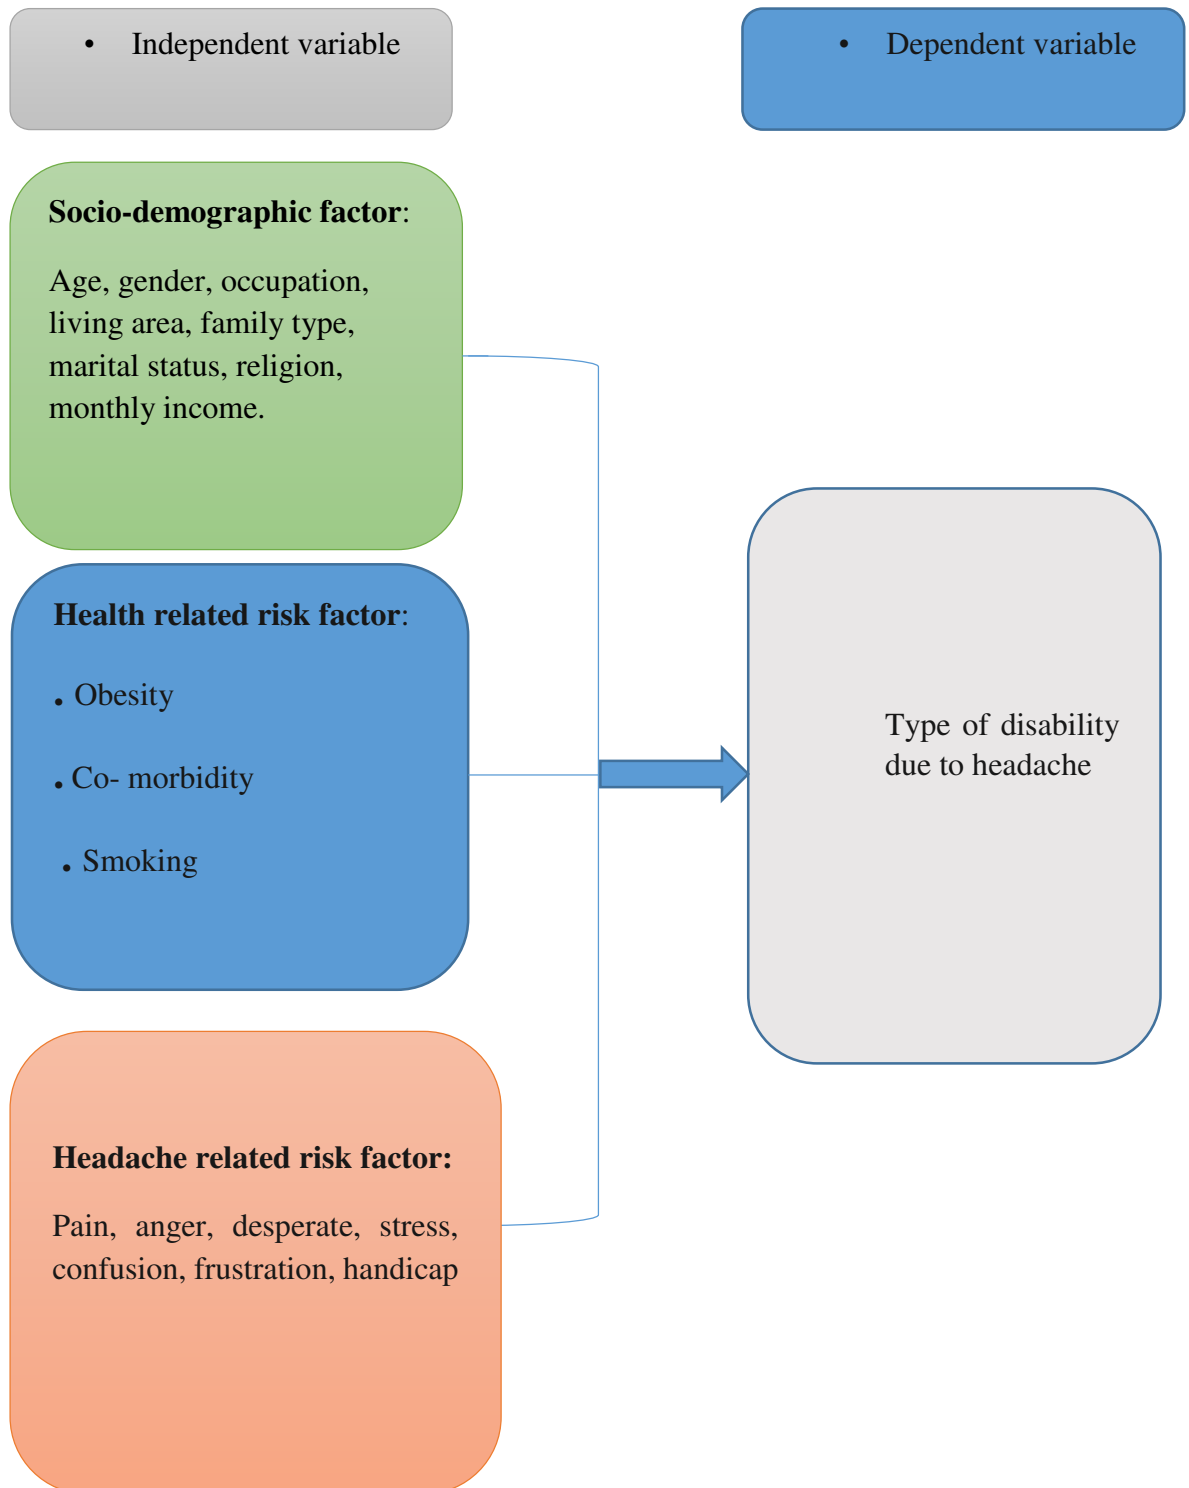 • Independent variable
• Dependent variable
Socio-demographic factor:
Age, gender, occupation,
living area, family type,
marital status, religion,
monthly income.
Health related risk factor:
. Obesity
. Co- morbidity
. Smoking
Type of disability
due to headache
Headache related risk factor:
Pain, anger, desperate, stress,
confusion, frustration, handicap